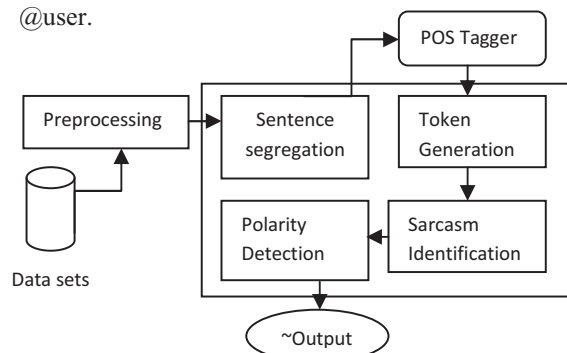 @user.
POS Tagger
Preprocessing
Sentence
segregation
Token
Generation
Polarity
Detection
Sarcasm
Identification
Data sets
~Output